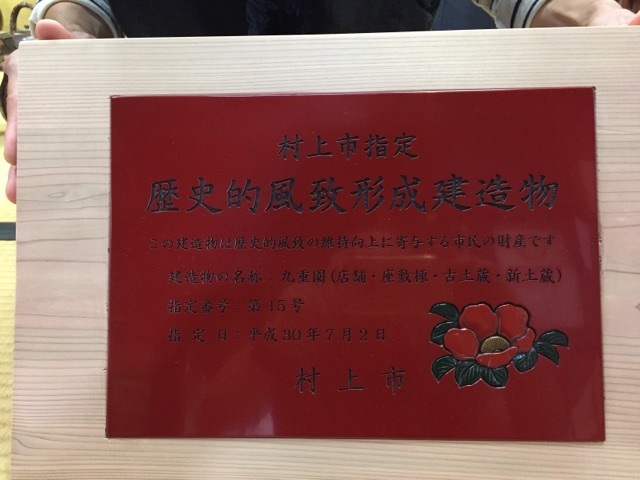 村上市指定
歴史的風致形成建造物
この建造物は歴史的風致の維持向上に寄与する市民の財産です
建造物の名称：九重園(店舗・座敷棟・古土蔵・新土蔵)
指定番号：第15号
指定日：平成30年7月2日
村上市